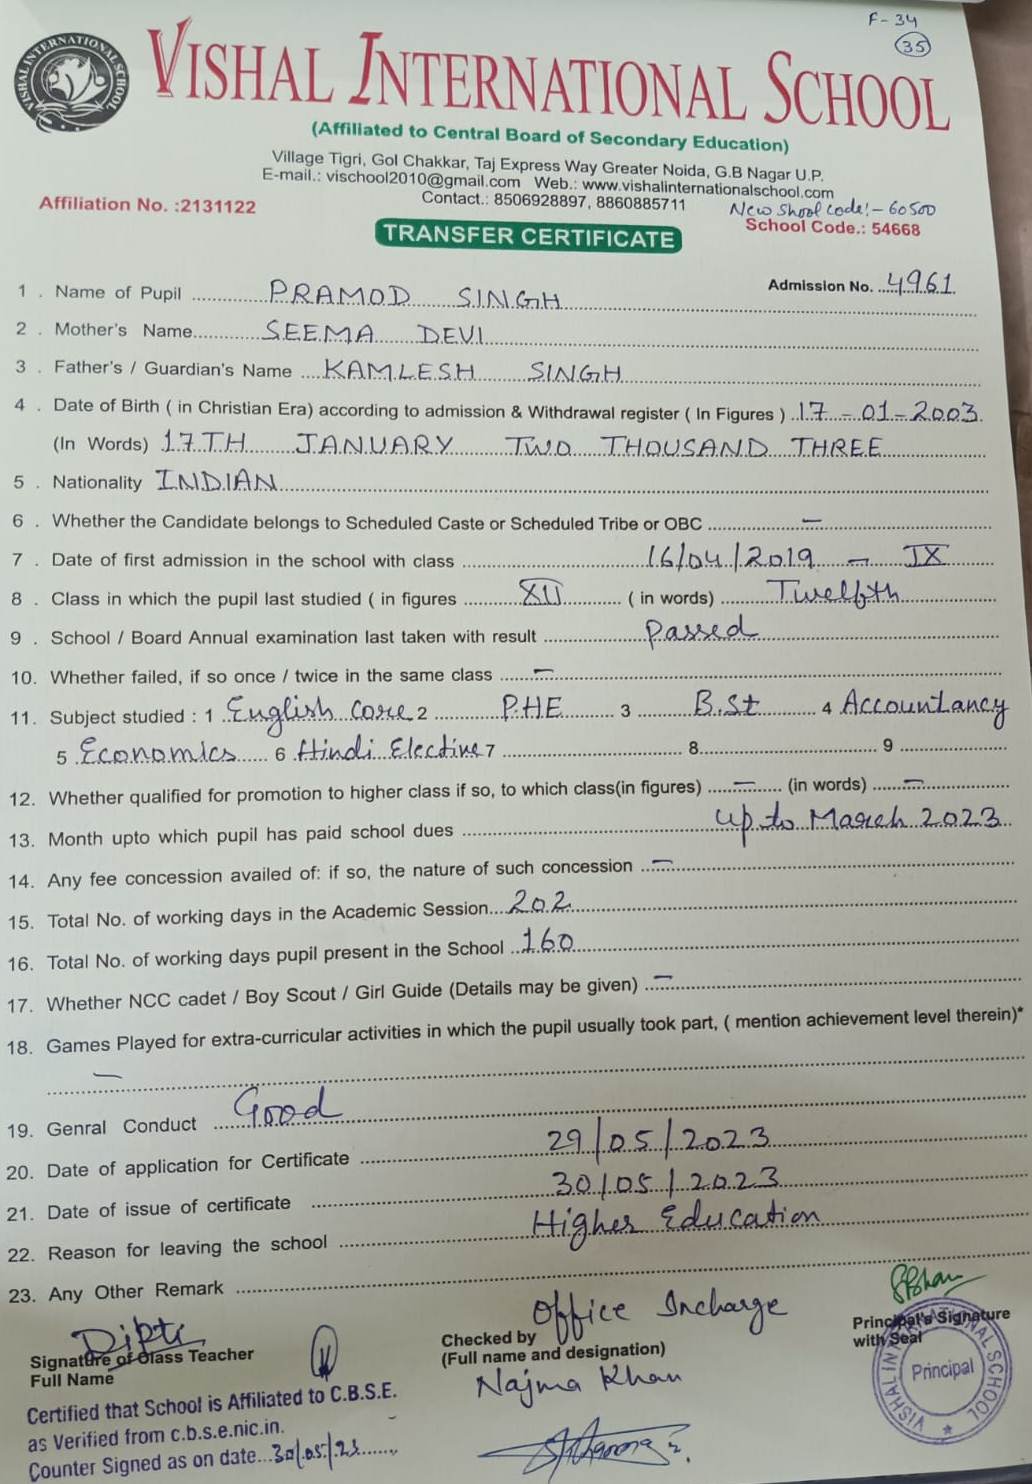 F- 34
35
VISHAL INTERNATIONAL SCHOOL
VISHAL INTERNATIONAL SCHOOL
(Affiliated to Central Board of Secondary Education)
Village Tigri, Gol Chakkar, Taj Express Way Greater Noida, G.B Nagar U.P.
E-mail.: vischool2010@gmail.com Web.: www.vishalinternationalschool.com
Contact.: 8506928897, 8860885711
New Shool Code:- 60500
Affiliation No. :2131122 School Code.: 54668
TRANSFER CERTIFICATE
Admission No. 4961
1 . Name of Pupil PRAMOD SINGH
2 . Mother's Name SEEMA DEVI
3 . Father's / Guardian's Name KAMLESH SINGH
4 . Date of Birth ( in Christian Era) according to admission & Withdrawal register ( In Figures ) 17-01-2003
(In Words) 17TH JANUARY TWO THOUSAND THREE
5 . Nationality INDIAN
6 . Whether the Candidate belongs to Scheduled Caste or Scheduled Tribe or OBC —
7 . Date of first admission in the school with class 16/04/2019 — IX
8 . Class in which the pupil last studied ( in figures XII ( in words) Twelfth
9 . School / Board Annual examination last taken with result Passed
10. Whether failed, if so once / twice in the same class —
11. Subject studied : 1 English Core 2 PHE 3 B.St 4 Accountancy
5 Economics 6 Hindi Elective 7 8 9
12. Whether qualified for promotion to higher class if so, to which class(in figures) — (in words) —
13. Month upto which pupil has paid school dues up to March 2023
14. Any fee concession availed of: if so, the nature of such concession —
15. Total No. of working days in the Academic Session 202
16. Total No. of working days pupil present in the School 160
17. Whether NCC cadet / Boy Scout / Girl Guide (Details may be given) —
18. Games Played for extra-curricular activities in which the pupil usually took part, ( mention achievement level therein)*
—
19. Genral Conduct Good
20. Date of application for Certificate 29/05/2023
21. Date of issue of certificate 30/05/2023
22. Reason for leaving the school Higher Education
23. Any Other Remark
Dipti
Signature of Class Teacher
Full Name
Office Incharge
Checked by
(Full name and designation)
Najma Khan
Principal's Signature
with Seal
VISHAL INTERNATIONAL SCHOOL
Principal
Certified that School is Affiliated to C.B.S.E.
as Verified from c.b.s.e.nic.in.
Counter Signed as on date...30/05/23